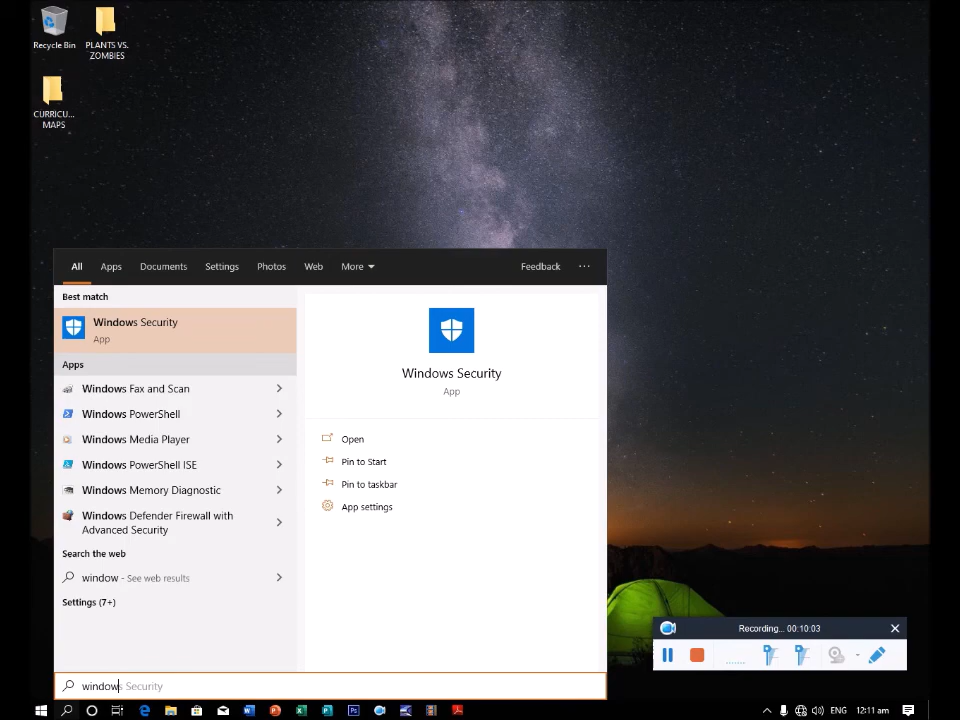 Recycle Bin
PLANTS VS.
ZOMBIES
CURRICU...
MAPS
All Apps Documents Settings Photos Web More Feedback ...
Best match
Windows Security
App
Apps
Windows Fax and Scan
Windows PowerShell
Windows Media Player
Windows PowerShell ISE
Windows Memory Diagnostic
Windows Defender Firewall with
Advanced Security
Search the web
window - See web results
Settings (7+)
Windows Security
App
Open
Pin to Start
Pin to taskbar
App settings
Recording... 00:10:03
windows Security
ENG 12:11 am